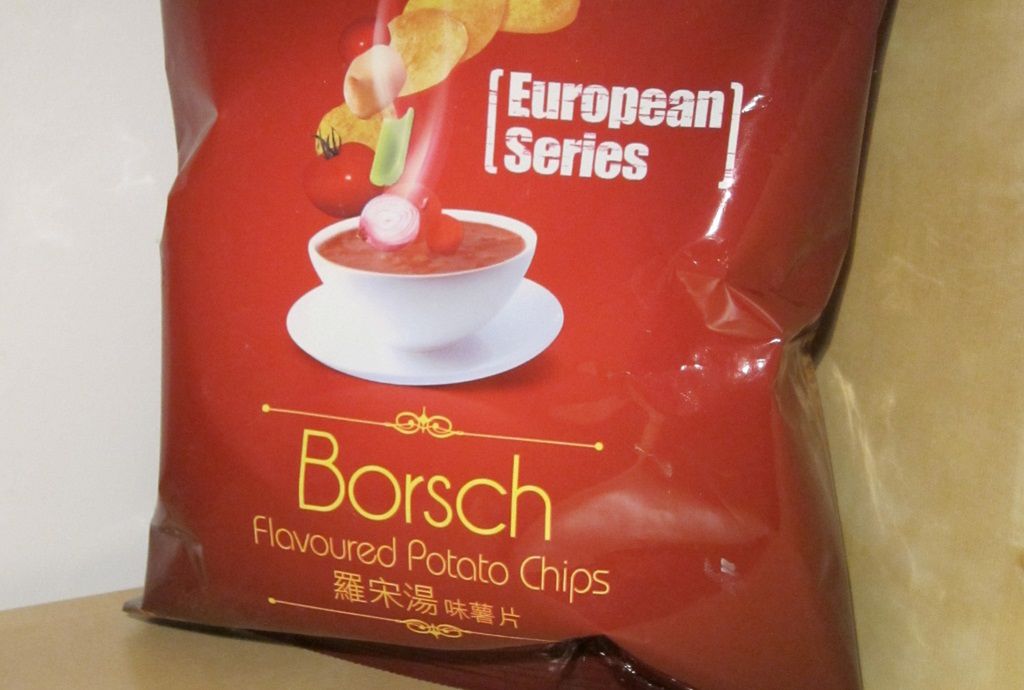 European
Series
Borsch
Flavoured Potato Chips
羅宋湯味薯片